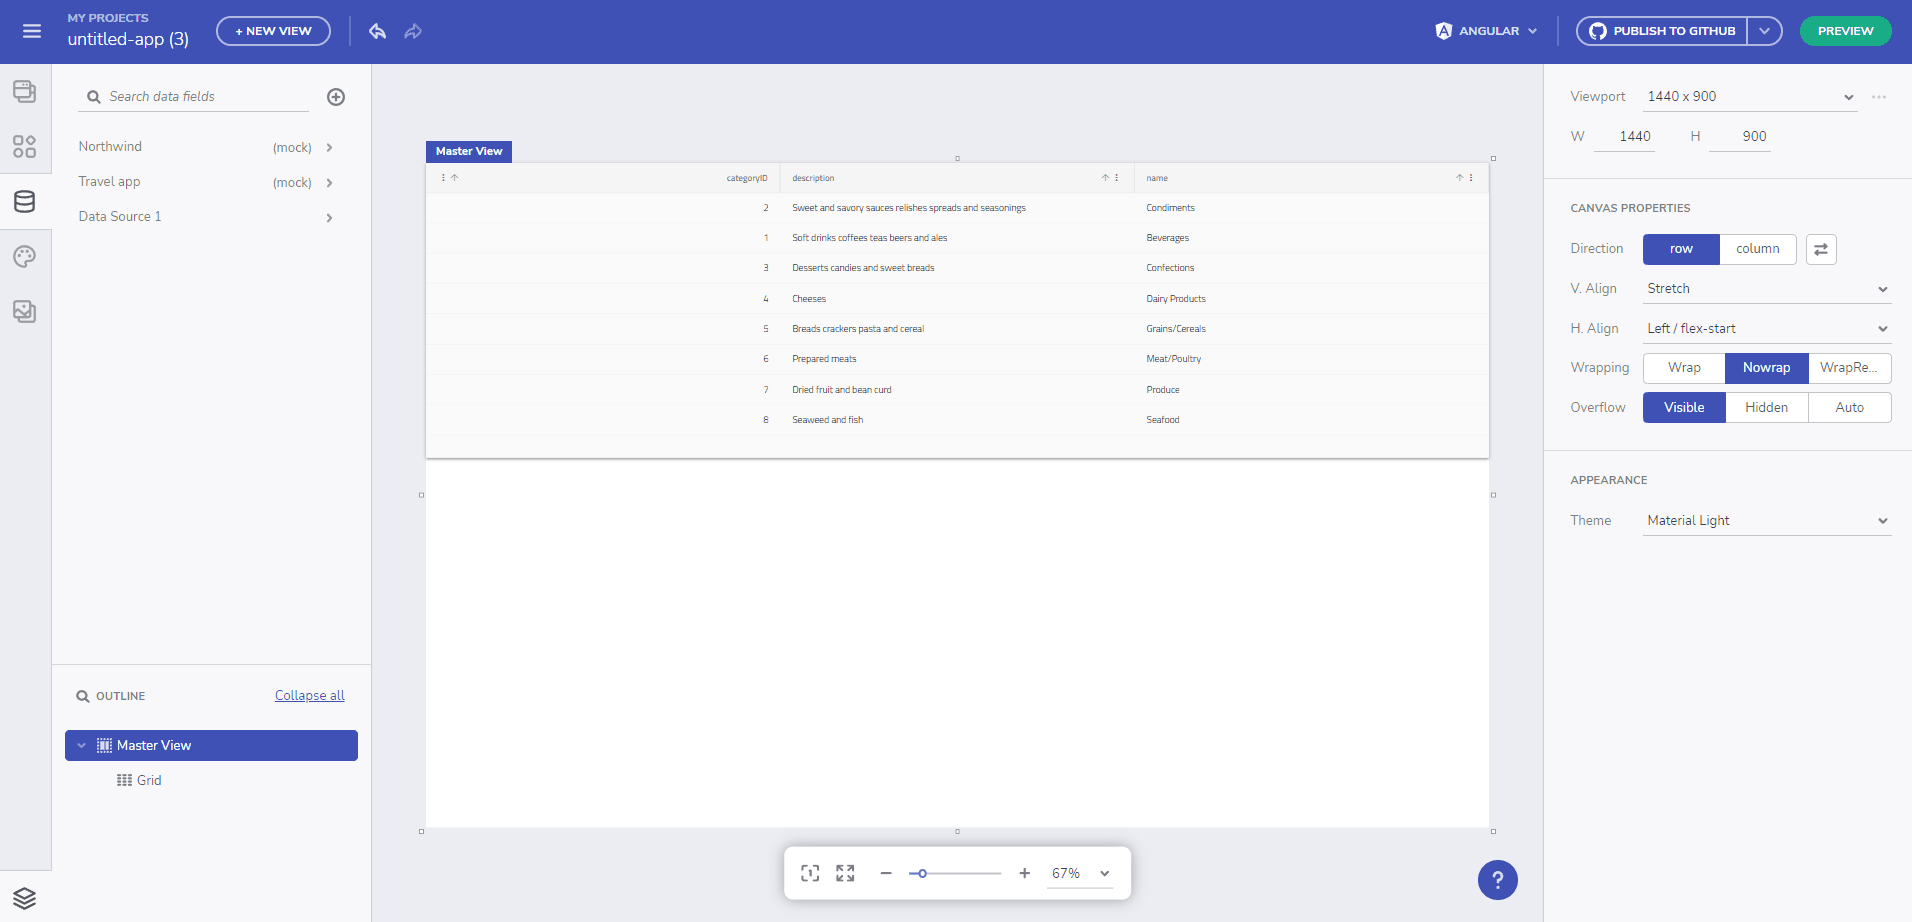 MY PROJECTS
untitled-app (3)
+ NEW VIEW
ANGULAR
PUBLISH TO GITHUB
PREVIEW
Search data fields
Northwind (mock)
Travel app (mock)
Data Source 1
OUTLINE Collapse all
Master View
Grid
Master View
categoryID description name
2 Sweet and savory sauces relishes spreads and seasonings Condiments
1 Soft drinks coffees teas beers and ales Beverages
3 Desserts candies and sweet breads Confections
4 Cheeses Dairy Products
5 Breads crackers pasta and cereal Grains/Cereals
6 Prepared meats Meat/Poultry
7 Dried fruit and bean curd Produce
8 Seaweed and fish Seafood
1
67%
?
Viewport 1440 x 900
W 1440 H 900
CANVAS PROPERTIES
Direction row column
V. Align Stretch
H. Align Left / flex-start
Wrapping Wrap Nowrap WrapRe...
Overflow Visible Hidden Auto
APPEARANCE
Theme Material Light